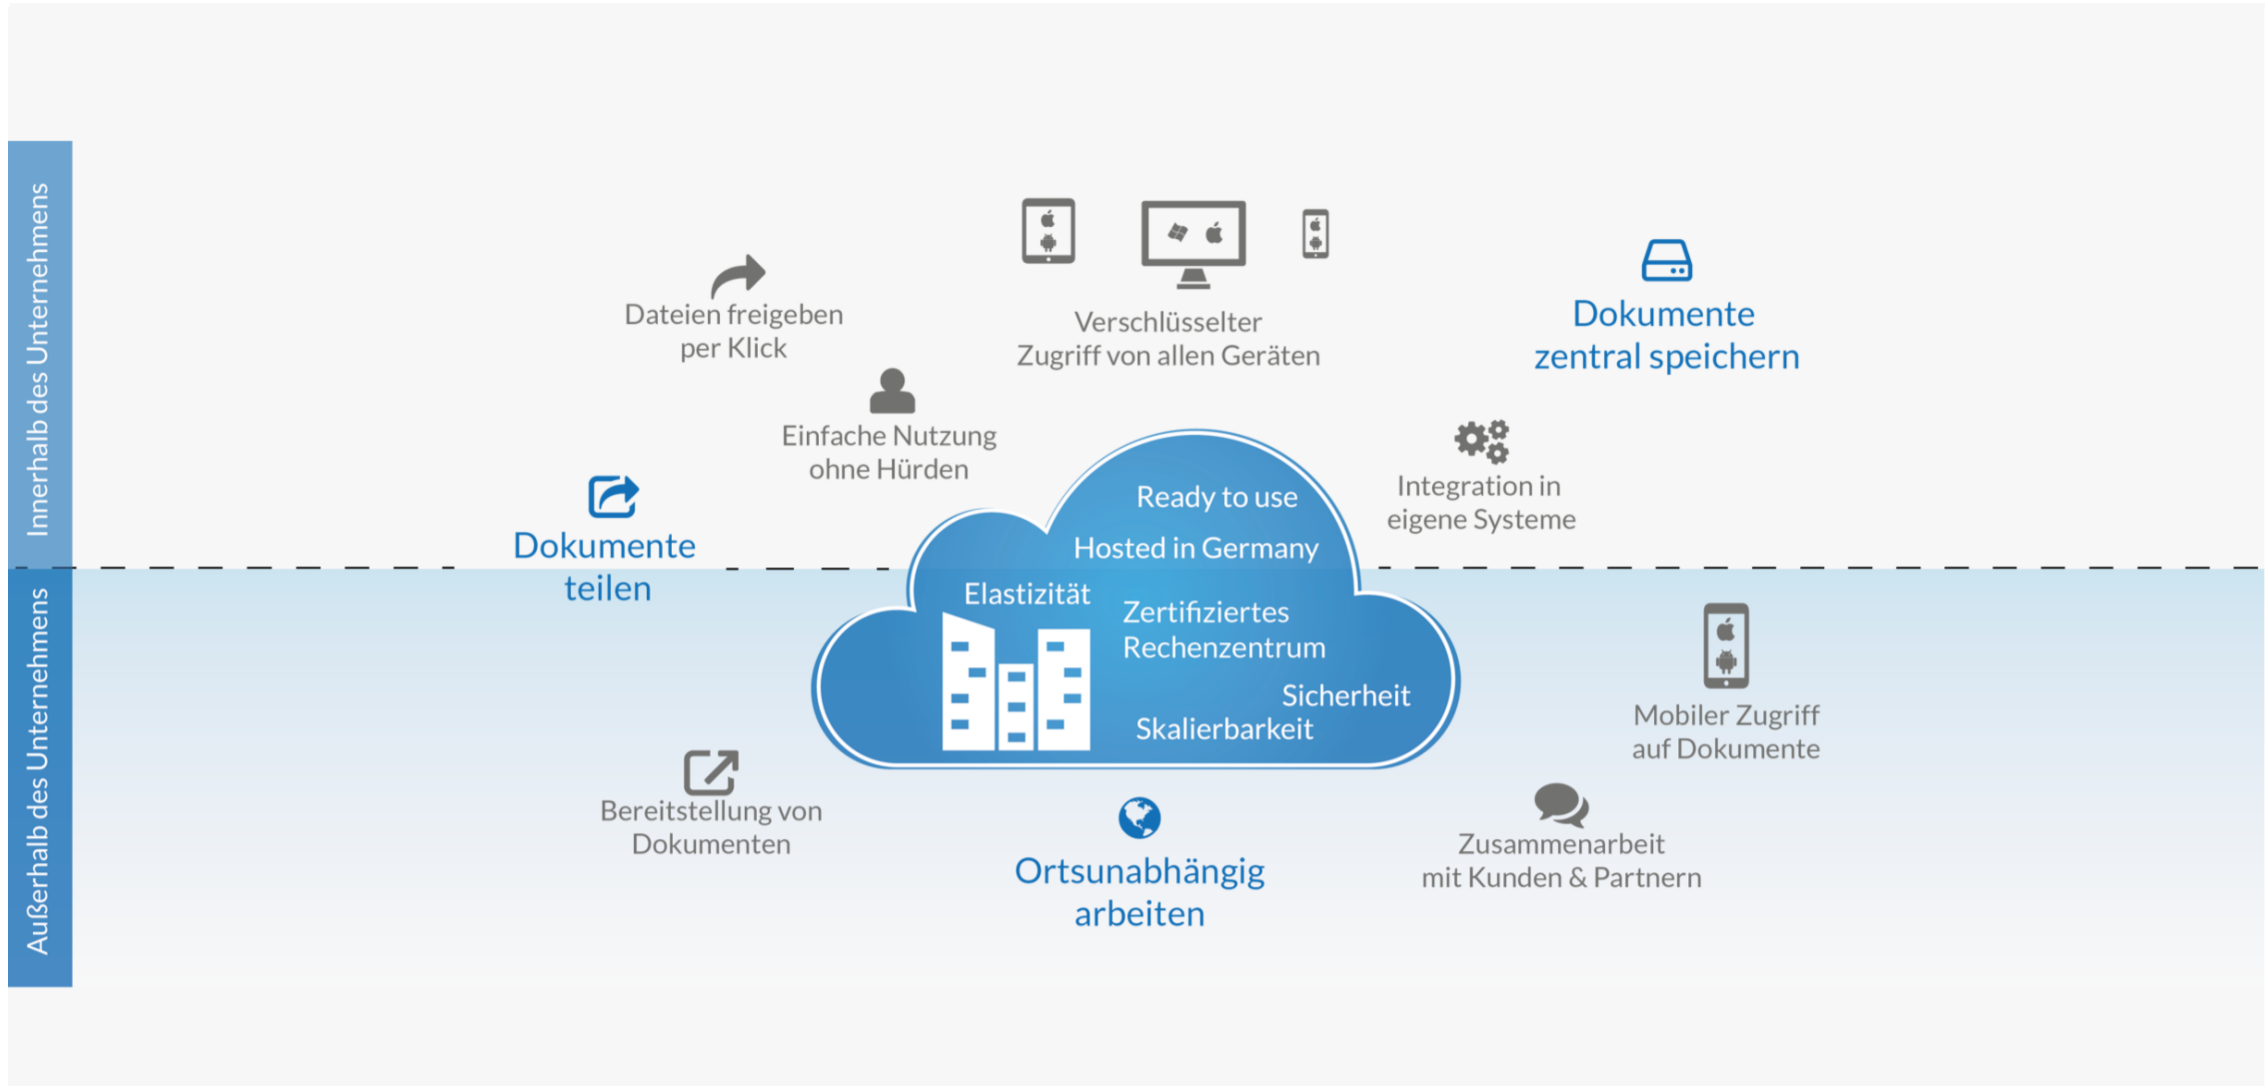 Innerhalb des Unternehmens
Außerhalb des Unternehmens
Dateien freigeben
per Klick
Verschlüsselter
Zugriff von allen Geräten
Dokumente
zentral speichern
Einfache Nutzung
ohne Hürden
Integration in
eigene Systeme
Dokumente
teilen
Ready to use
Hosted in Germany
Elastizität
Zertifiziertes
Rechenzentrum
Sicherheit
Skalierbarkeit
Mobiler Zugriff
auf Dokumente
Bereitstellung von
Dokumenten
Ortsunabhängig
arbeiten
Zusammenarbeit
mit Kunden & Partnern